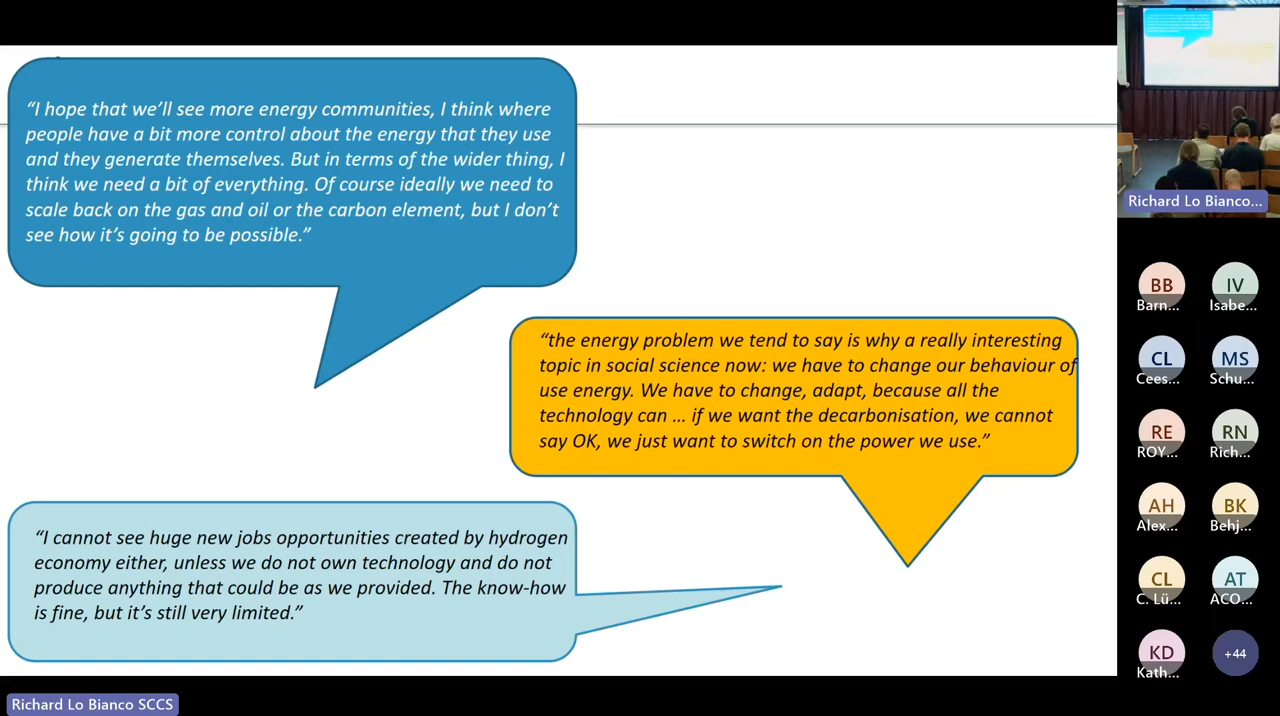 “I hope that we’ll see more energy communities, I think where
people have a bit more control about the energy that they use
and they generate themselves. But in terms of the wider thing, I
think we need a bit of everything. Of course ideally we need to
scale back on the gas and oil or the carbon element, but I don’t
see how it’s going to be possible.”
“the energy problem we tend to say is why a really interesting
topic in social science now: we have to change our behaviour of
use energy. We have to change, adapt, because all the
technology can … if we want the decarbonisation, we cannot
say OK, we just want to switch on the power we use.”
“I cannot see huge new jobs opportunities created by hydrogen
economy either, unless we do not own technology and do not
produce anything that could be as we provided. The know-how
is fine, but it’s still very limited.”
Richard Lo Bianco SCCS
Richard Lo Bianco...
BB IV
Barn... Isabe...
CL MS
Cees... Schu...
RE RN
ROY... Rich...
AH BK
Alex... Behj...
CL AT
C. Lü... ACO...
KD +44
Kath...